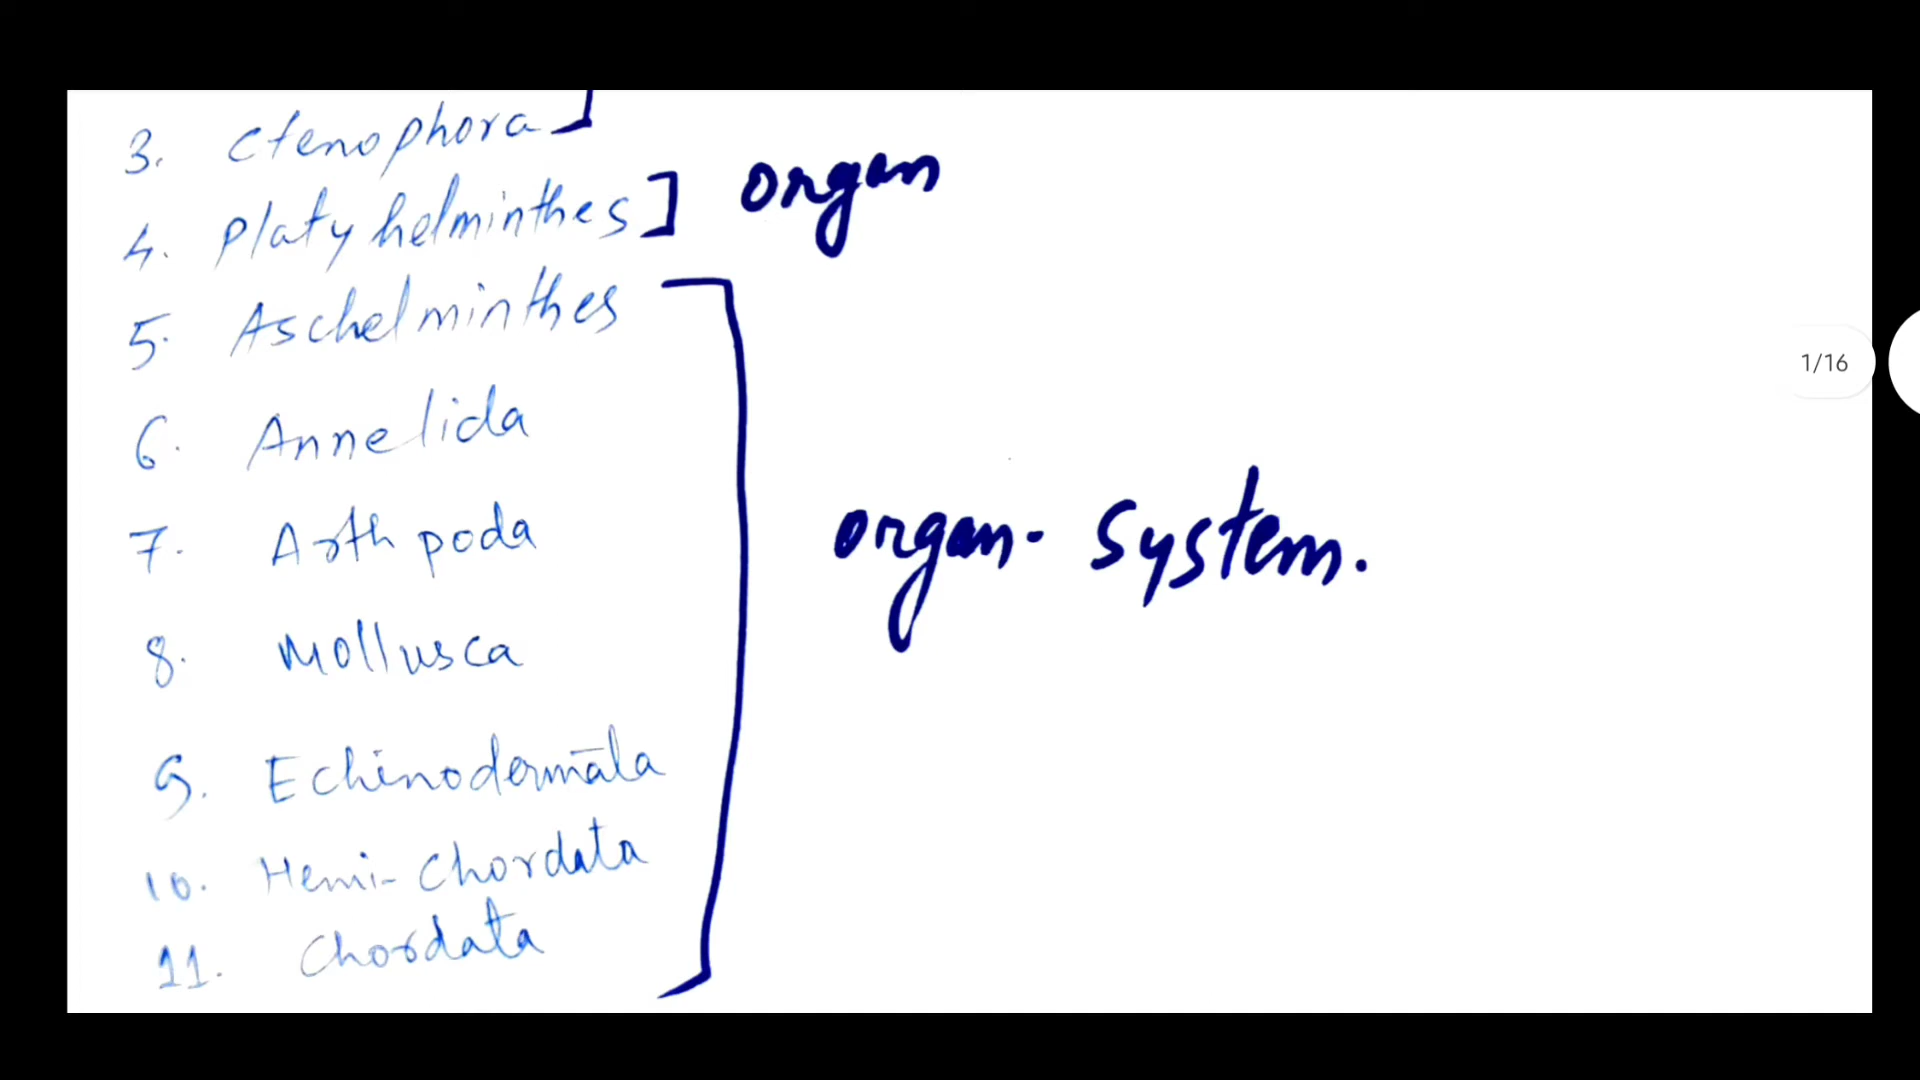 3. Ctenophora
4. Platyhelminthes
organ
5. Aschelminthes
6. Annelida
7. Arthpoda
organ-system.
8. Mollusca
9. Echinodermāta
10. Hemi-Chordata
11. Chordata
1/16